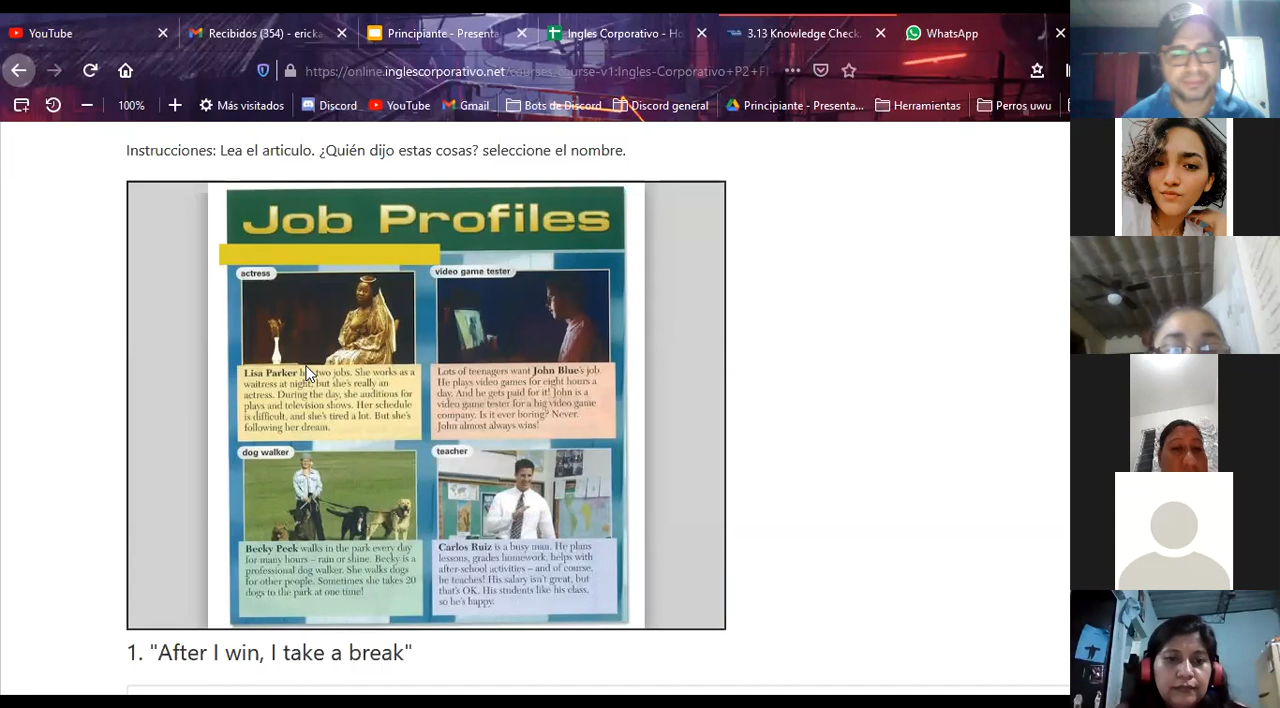 YouTube
Recibidos (354) - ericka
Principiante - Presenta
Ingles Corporativo - Ho
3.13 Knowledge Check
WhatsApp
https://online.inglescorporativo.net/courses/course-v1:Ingles-Corporativo+P2+
100%
Más visitados
Discord
YouTube
Gmail
Bots de Discord
Discord general
Principiante - Presenta...
Herramientas
Perros uwu
Instrucciones: Lea el articulo. ¿Quién dijo estas cosas? seleccione el nombre.
Job Profiles
actress
Lisa Parker two jobs. She works as a
waitress at night, but she's really an
actress. During the day, she auditions for
plays and television shows. Her schedule
is difficult, and she's tired a lot. But she's
following her dream.
video game tester
Lots of teenagers want John Blue's job.
He plays video games for eight hours a
day. And he gets paid for it! John is a
video game tester for a big video game
company. Is it ever boring? Never.
John almost always wins!
dog walker
Becky Peek walks in the park every day
for many hours – rain or shine. Becky is a
professional dog walker. She walks dogs
for other people. Sometimes she takes 20
dogs to the park at one time!
teacher
Carlos Ruiz is a busy man. He plans
lessons, grades homework, helps with
after-school activities – and of course,
he teaches! His salary isn't great, but
that's OK. His students like his class,
so he's happy.
1. "After I win, I take a break"